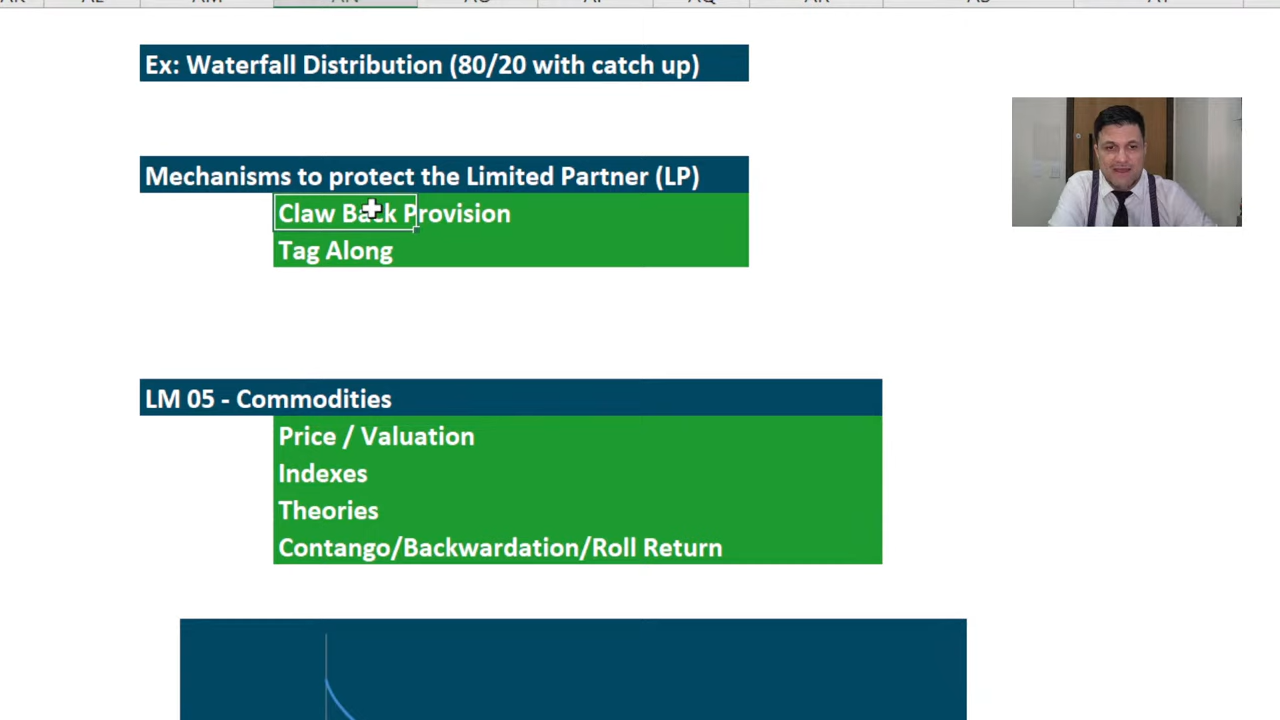 Ex: Waterfall Distribution (80/20 with catch up)
Mechanisms to protect the Limited Partner (LP)
Claw Back Provision
Tag Along
LM 05 - Commodities
Price / Valuation
Indexes
Theories
Contango/Backwardation/Roll Return